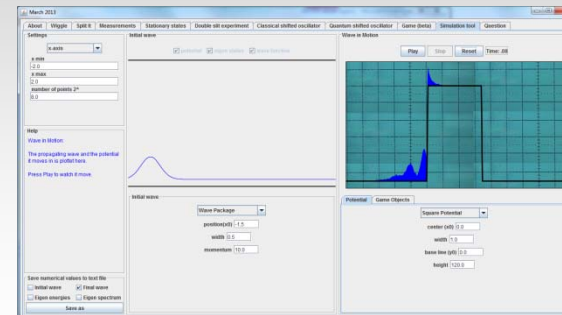 March 2013
About Wiggle Split it Measurements Stationary states Double slit experiment Classical shifted oscillator Quantum shifted oscillator Game (beta) Simulation tool Question
Settings
x axis
x min
-2.0
x max
2.0
number of points 2^
8.0
Help
Wave in Motion:
The propagating wave and the potential
it moves in is plotted here.
Press Play to watch it move.
Save numerical values to text file
Initial wave Final wave
Eigen energies Eigen spectrum
Save as
Initial wave
potential eigen states wave function
Initial wave
Wave Package
position(x0) -1.5
width 0.5
momentum 10.0
Wave in Motion
Play Stop Reset Time: 28
Potential Game Objects
Square Potential
center (x0) 0.0
width 1.0
base line (y0) 0.0
height 120.0